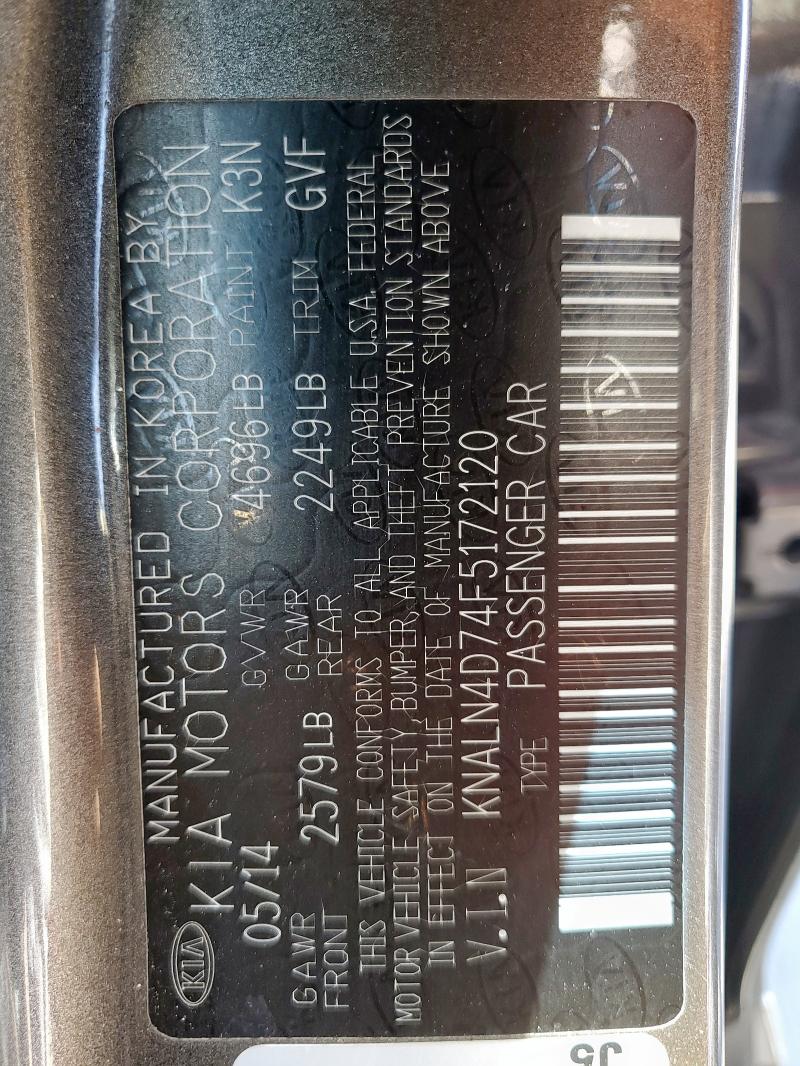 KIA
MANUFACTURED IN KOREA BY
KIA MOTORS CORPORATION
05/14 GVWR 4696LB PAINT K3N
GAWR FRONT 2579LB GAWR REAR 2249LB TRIM GVF
THIS VEHICLE CONFORMS TO ALL APPLICABLE USA FEDERAL
MOTOR VEHICLE SAFETY, BUMPER, AND THEFT PREVENTION STANDARDS
IN EFFECT ON THE DATE OF MANUFACTURE SHOWN ABOVE.
V.I.N KNALN4D74F5172120
TYPE PASSENGER CAR